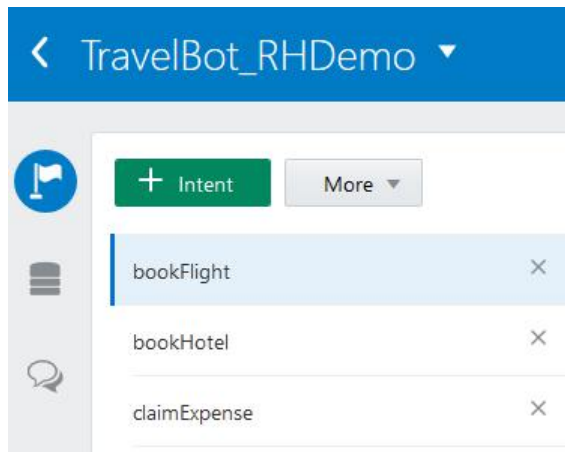 TravelBot_RHDemo
+ Intent More
bookFlight
bookHotel
claimExpense